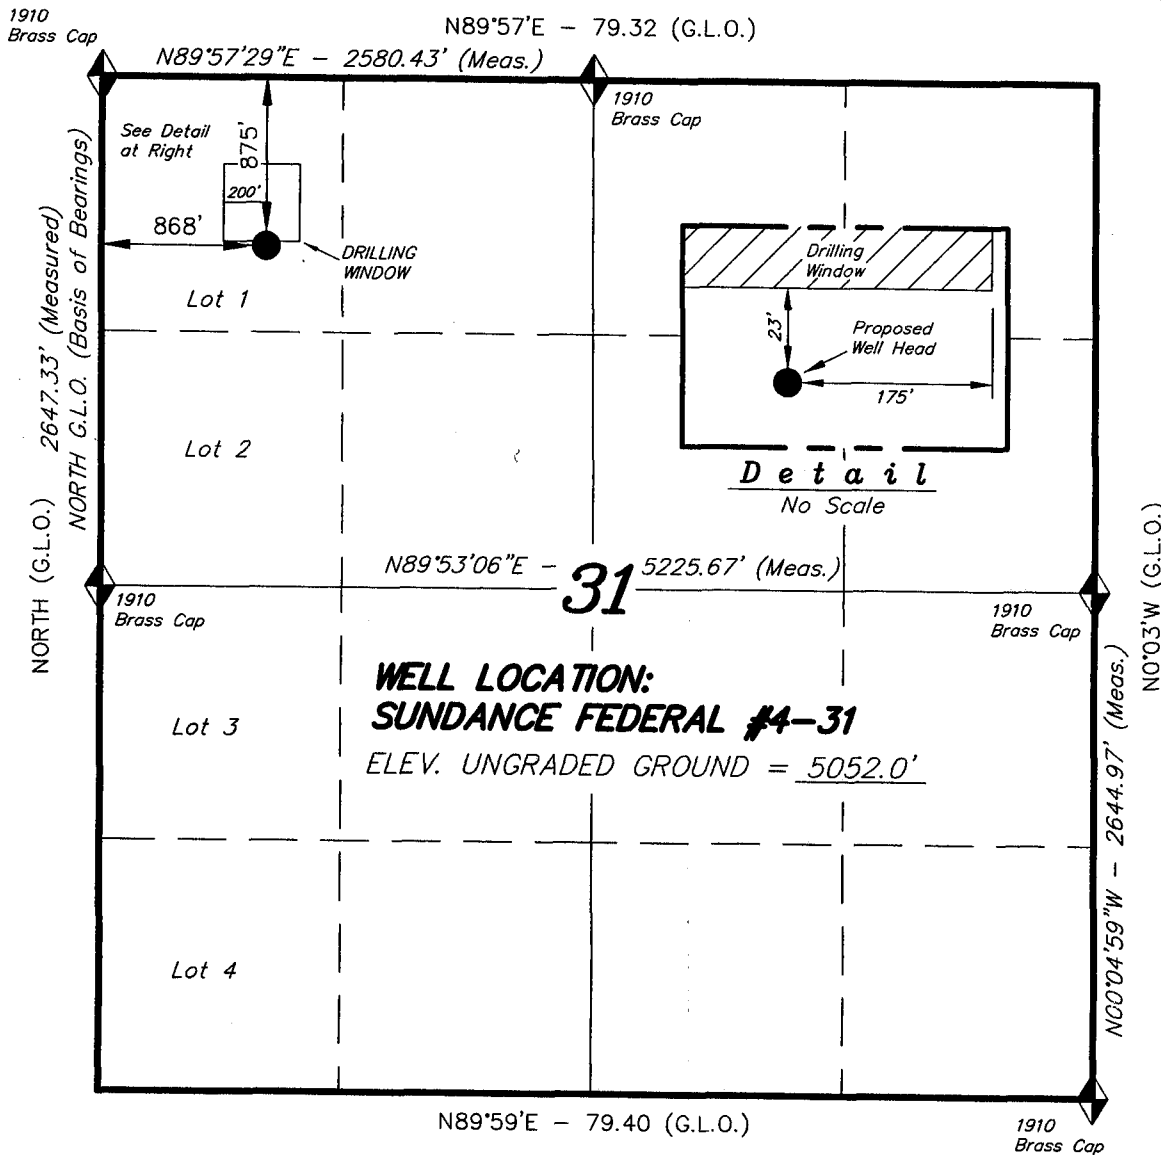 1910
Brass Cap
N89°57'E - 79.32 (G.L.O.)
N89°57'29"E - 2580.43' (Meas.)
1910
Brass Cap
See Detail
at Right
875'
200'
868'
DRILLING
WINDOW
Lot 1
Drilling
Window
23'
Proposed
Well Head
175'
Detail
No Scale
NORTH (G.L.O.)
2647.33' (Measured)
NORTH G.L.O. (Basis of Bearings)
Lot 2
N89°53'06"E - 5225.67' (Meas.)
31
1910
Brass Cap
1910
Brass Cap
N0°03'W (G.L.O.)
WELL LOCATION:
SUNDANCE FEDERAL #4-31
ELEV. UNGRADED GROUND = 5052.0'
Lot 3
N00°04'59"W - 2644.97' (Meas.)
Lot 4
N89°59'E - 79.40 (G.L.O.)
1910
Brass Cap